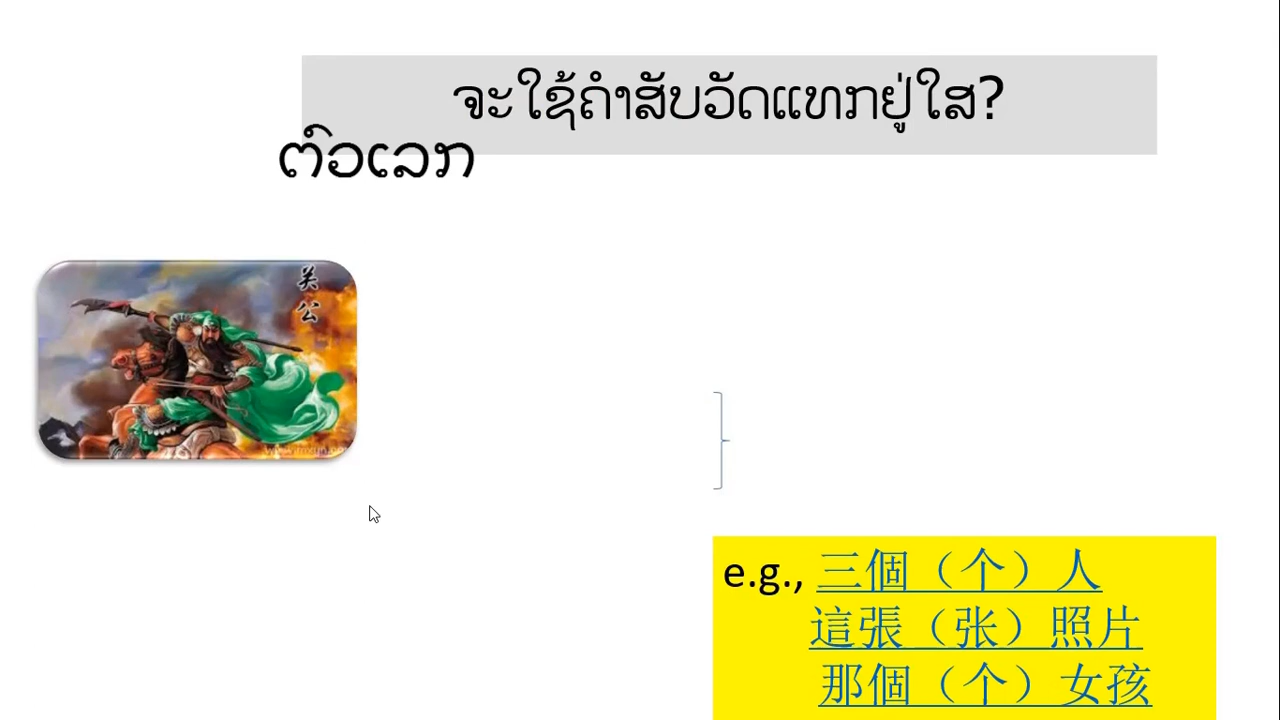 ຈະໃຊ້ຄຳສັບວັດແທກຢູ່ໃສ?
ຕົວເລກ
关
公
e.g., 三個（个）人
這張（张）照片
那個（个）女孩